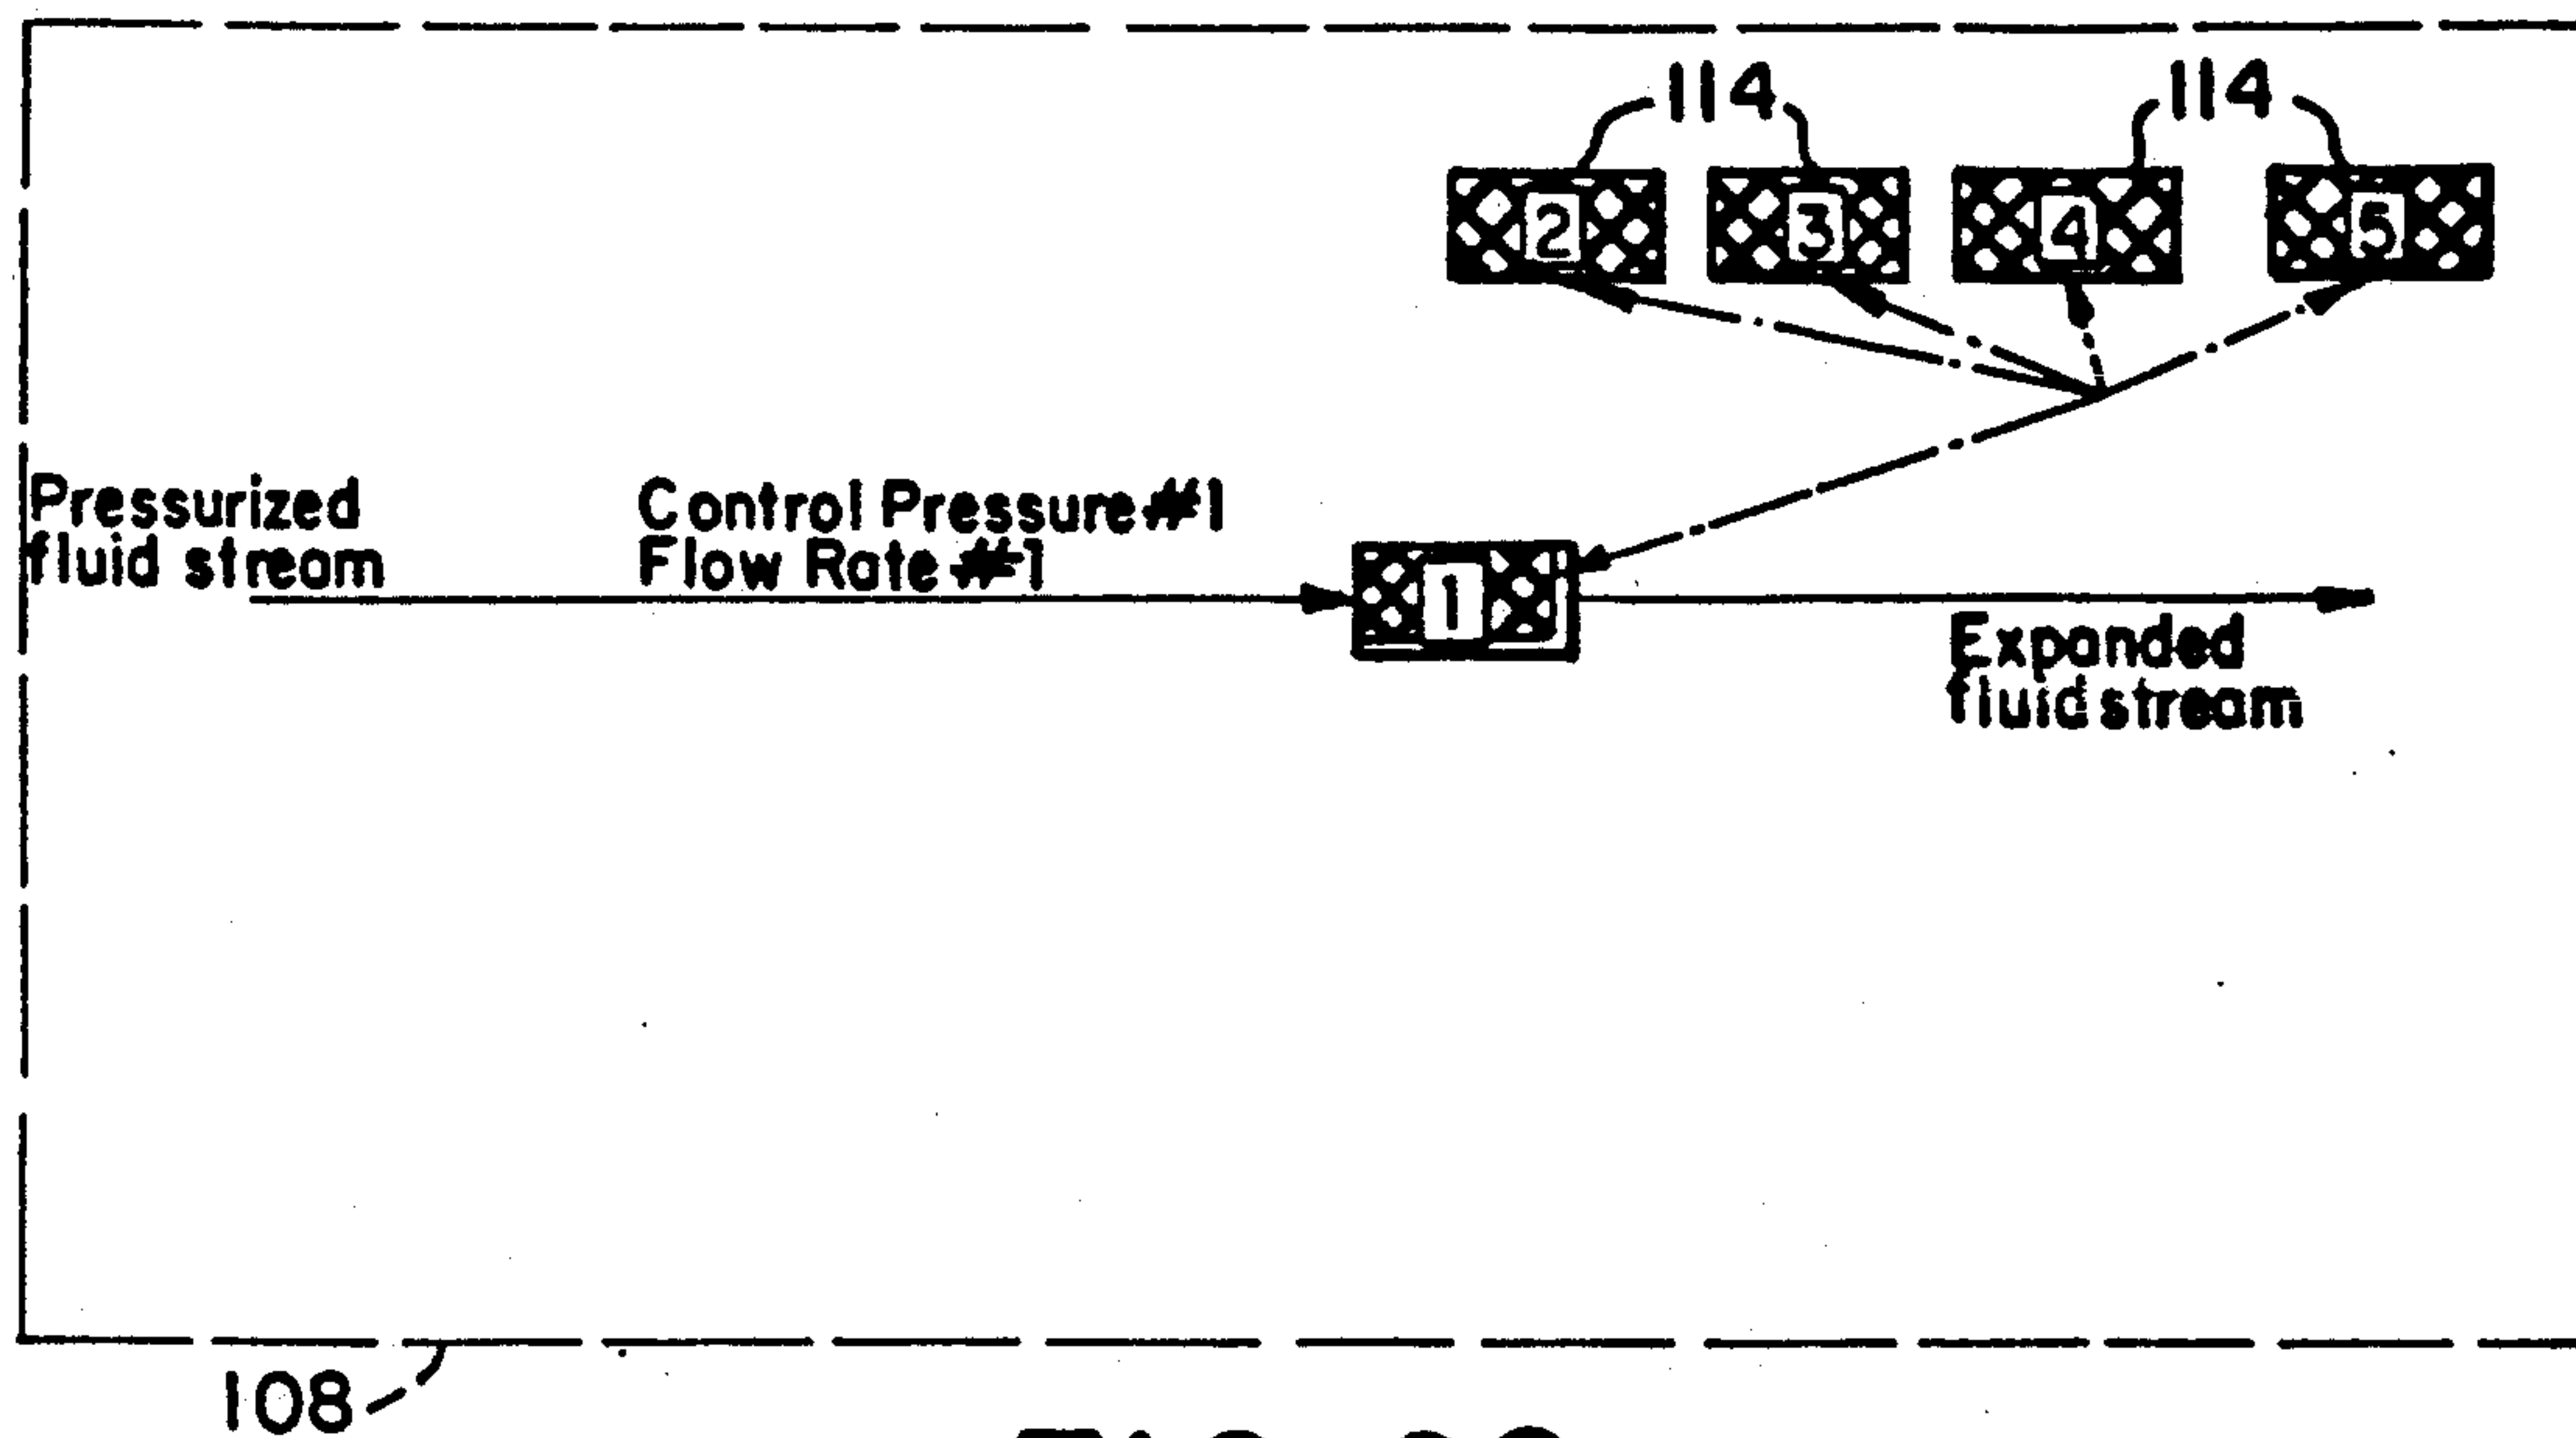 114 114
2 3 4 5
Pressurized
fluid stream
Control Pressure #1
Flow Rate #1
1
Expanded
fluid stream
108